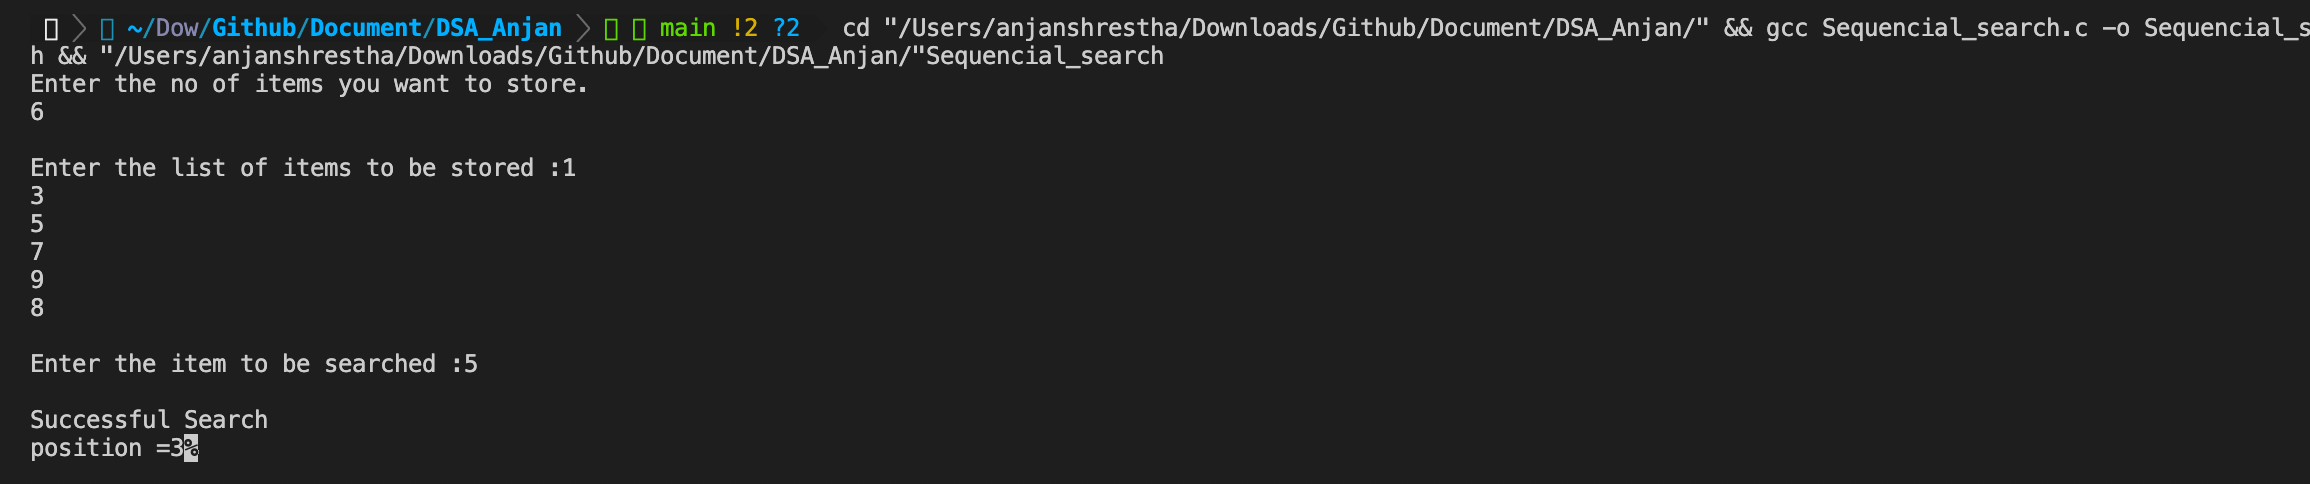 ~/Dow/Github/Document/DSA_Anjan main !2 ?2 cd "/Users/anjanshrestha/Downloads/Github/Document/DSA_Anjan/" && gcc Sequencial_search.c -o Sequencial_s
h && "/Users/anjanshrestha/Downloads/Github/Document/DSA_Anjan/"Sequencial_search
Enter the no of items you want to store.
6
Enter the list of items to be stored :1
3
5
7
9
8
Enter the item to be searched :5
Successful Search
position =3%